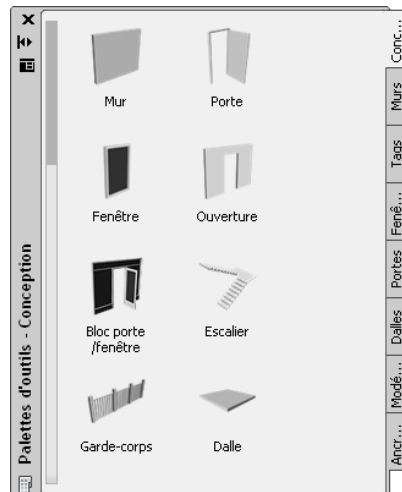 Mur
Porte
Fenêtre
Ouverture
Bloc porte
/fenêtre
Escalier
Garde-corps
Dalle
Palettes d'outils - Conception
Conc...
Murs
Tags
Fenê...
Portes
Dalles
Modé...
Ancr...